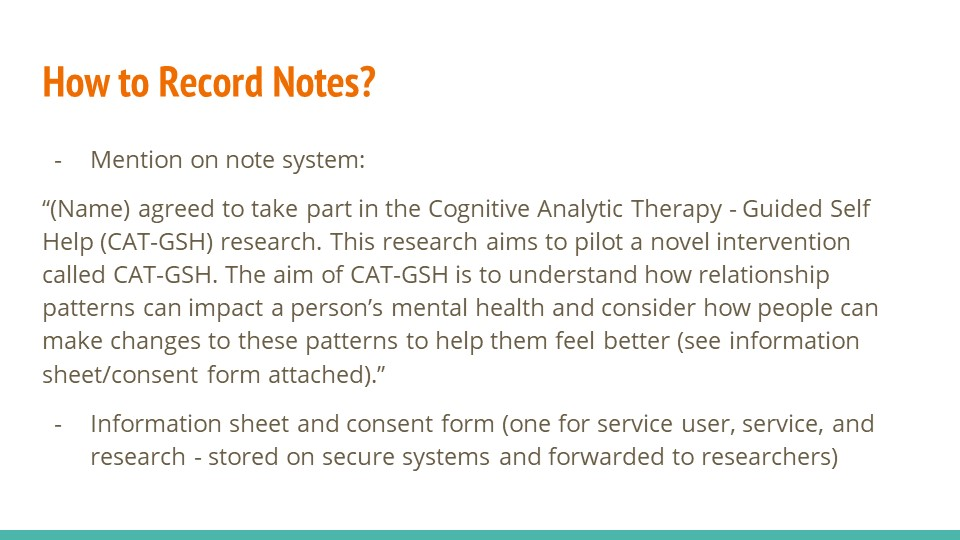 How to Record Notes?
- Mention on note system:
“(Name) agreed to take part in the Cognitive Analytic Therapy - Guided Self
Help (CAT-GSH) research. This research aims to pilot a novel intervention
called CAT-GSH. The aim of CAT-GSH is to understand how relationship
patterns can impact a person’s mental health and consider how people can
make changes to these patterns to help them feel better (see information
sheet/consent form attached).”
- Information sheet and consent form (one for service user, service, and
research - stored on secure systems and forwarded to researchers)